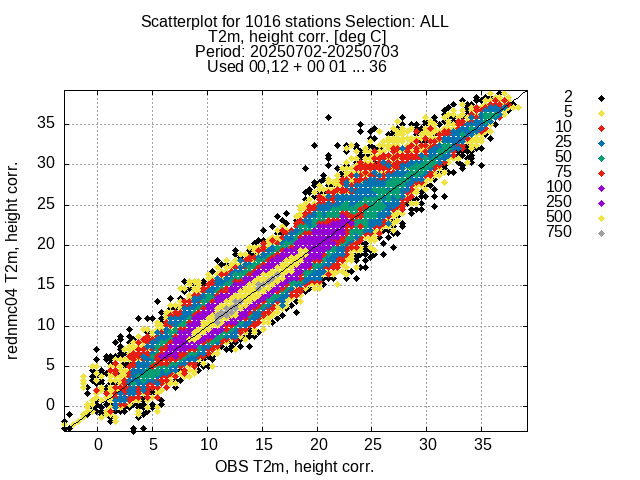 Scatterplot for 1016 stations Selection: ALL
T2m, height corr. [deg C]
Period: 20250702-20250703
Used 00,12 + 00 01 ... 36
rednmc04 T2m, height corr.
35
30
25
20
15
10
5
0
0 5 10 15 20 25 30 35
OBS T2m, height corr.
2
5
10
25
50
75
100
250
500
750